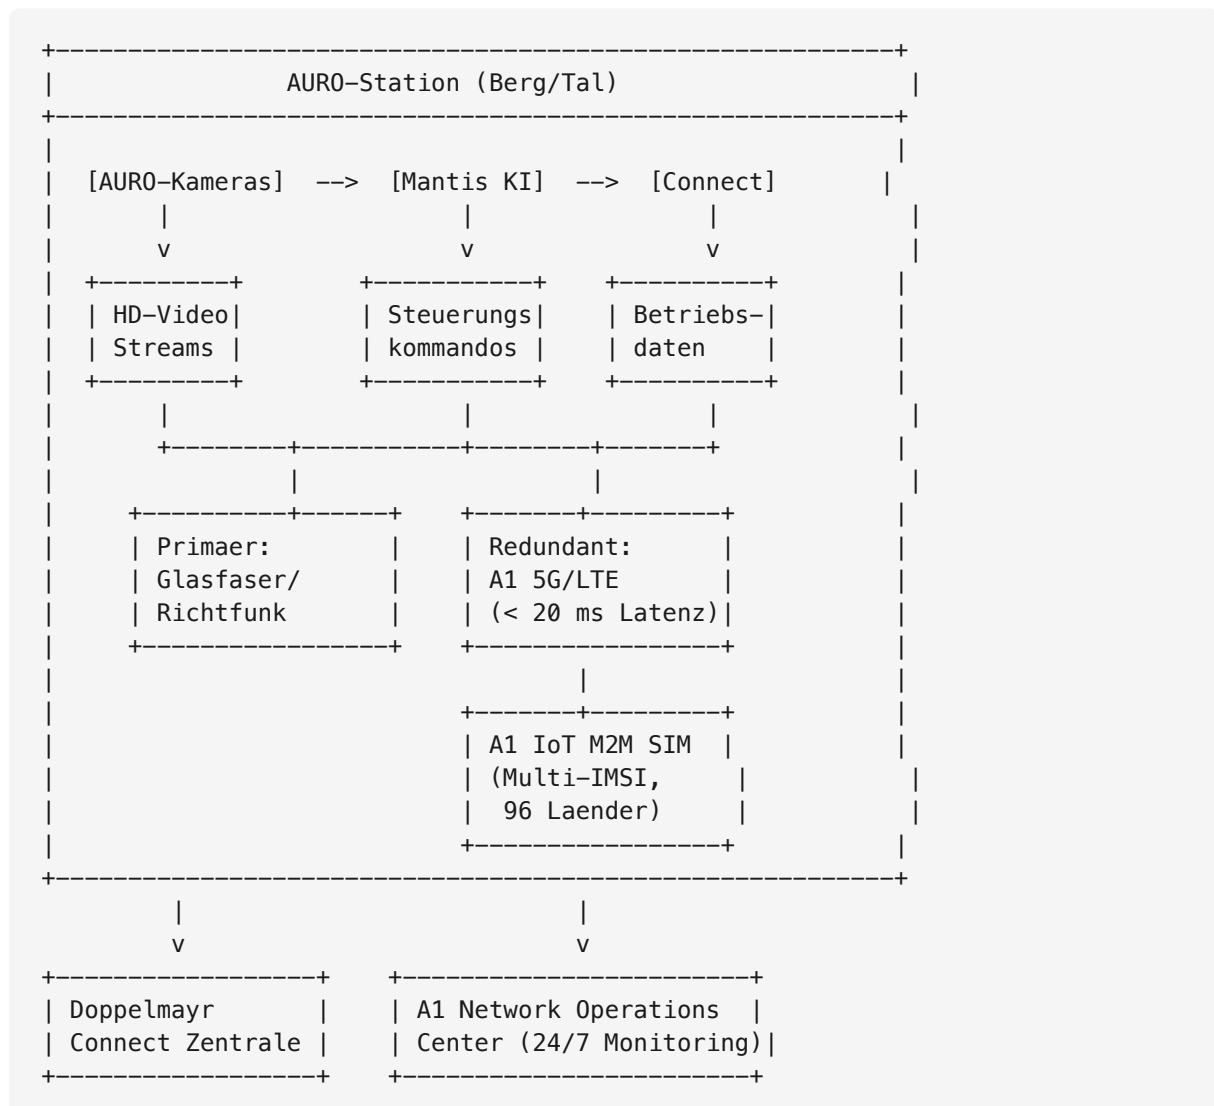 AURO-Station (Berg/Tal)
[AURO-Kameras] --> [Mantis KI] --> [Connect]
v v v
HD-Video Steuerungs Betriebs-
Streams kommandos daten
Primaer: Redundant:
Glasfaser/ A1 5G/LTE
Richtfunk (< 20 ms Latenz)
A1 IoT M2M SIM
(Multi-IMSI,
96 Laender)
v v
Doppelmayr A1 Network Operations
Connect Zentrale Center (24/7 Monitoring)